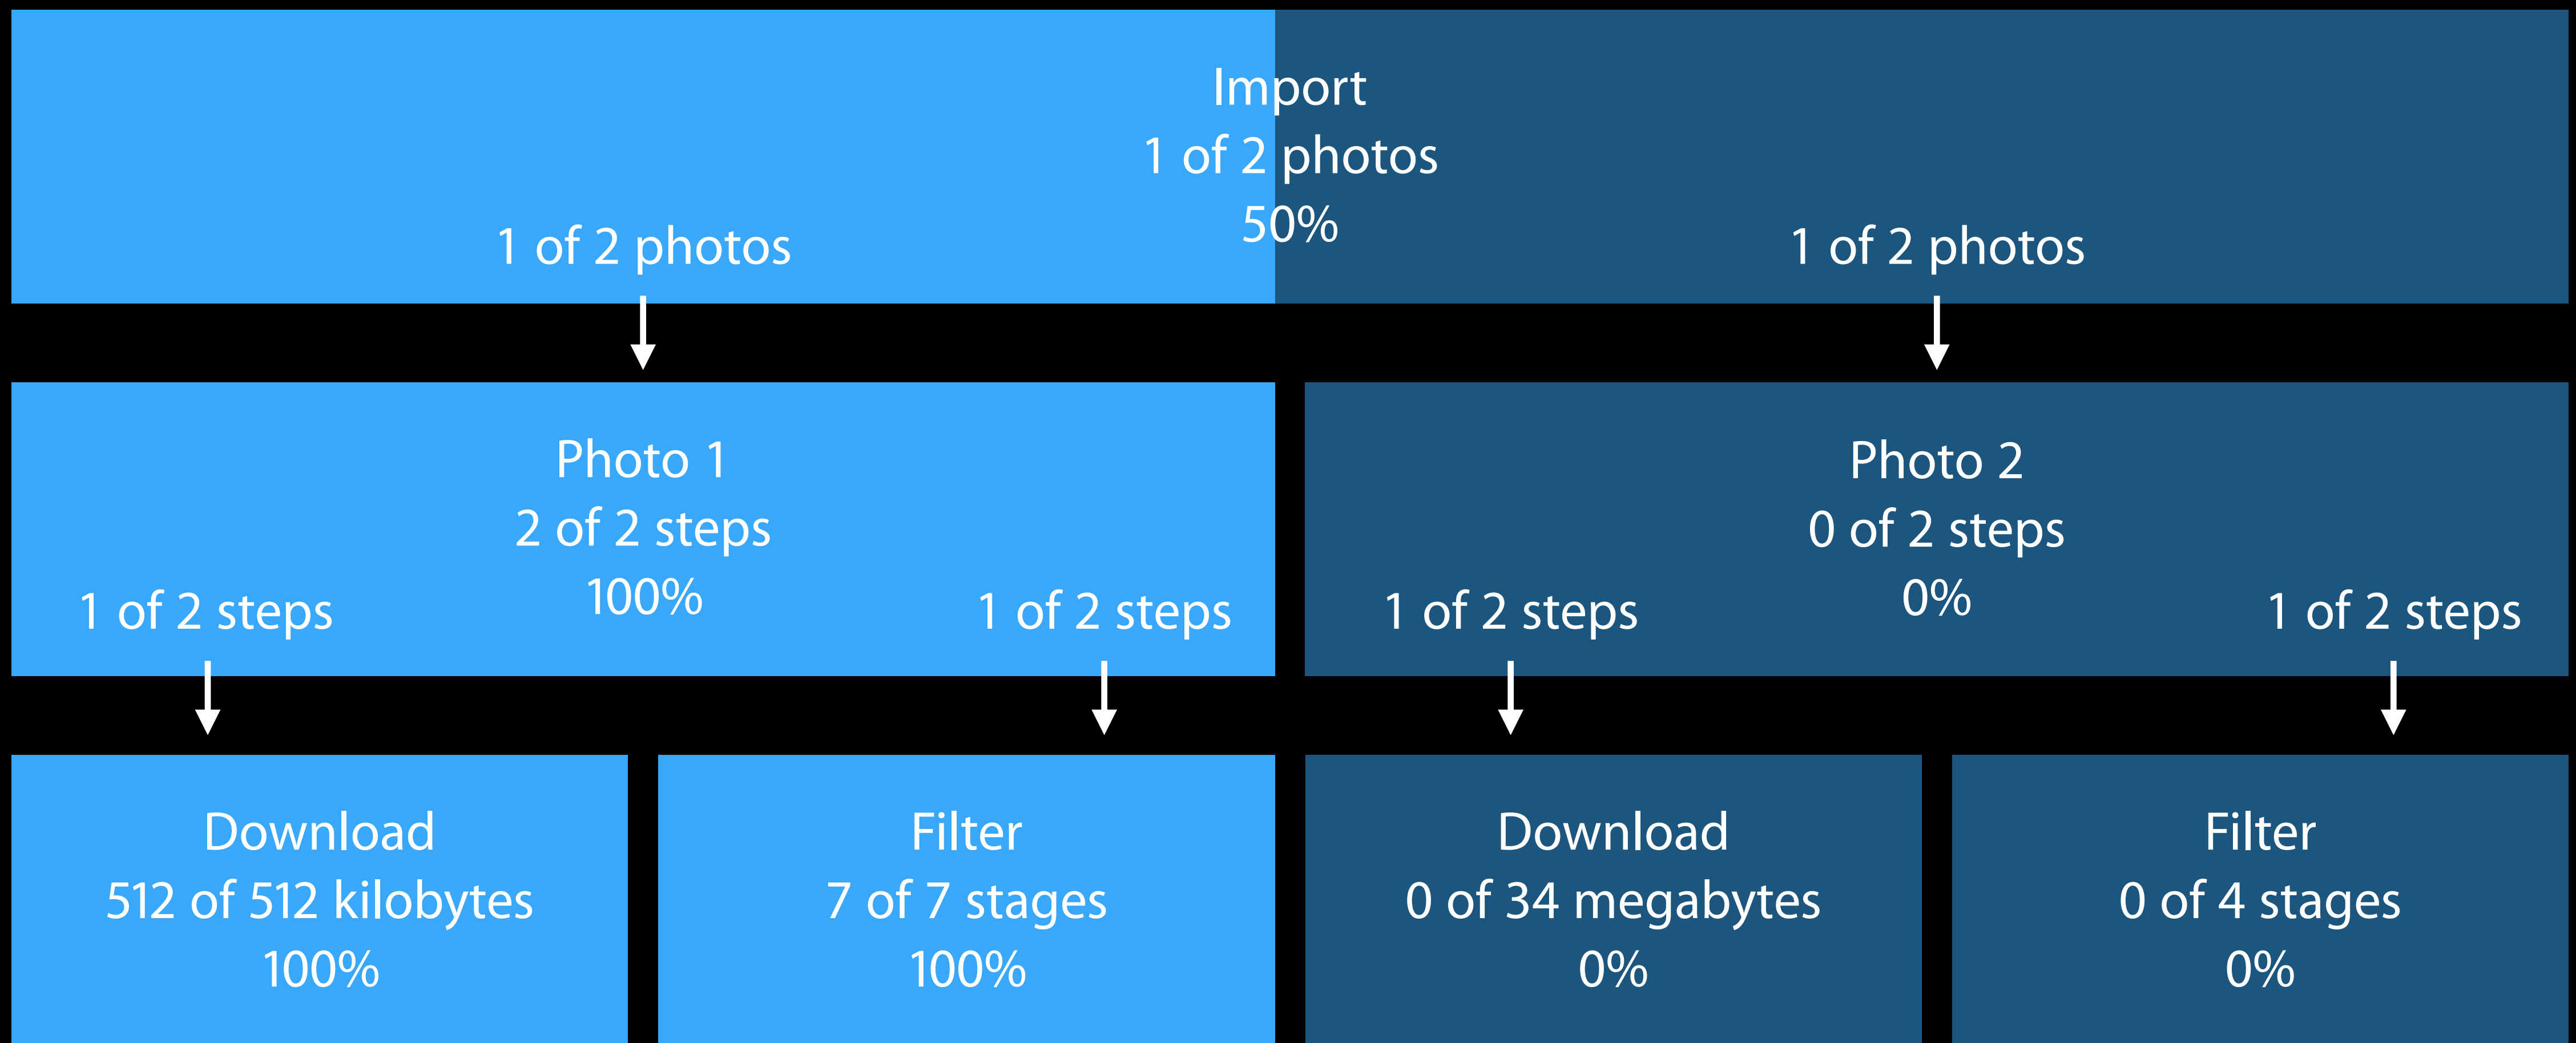 Import
1 of 2 photos
50%
1 of 2 photos
1 of 2 photos
Photo 1
2 of 2 steps
100%
1 of 2 steps
1 of 2 steps
Photo 2
0 of 2 steps
0%
1 of 2 steps
1 of 2 steps
Download
512 of 512 kilobytes
100%
Filter
7 of 7 stages
100%
Download
0 of 34 megabytes
0%
Filter
0 of 4 stages
0%